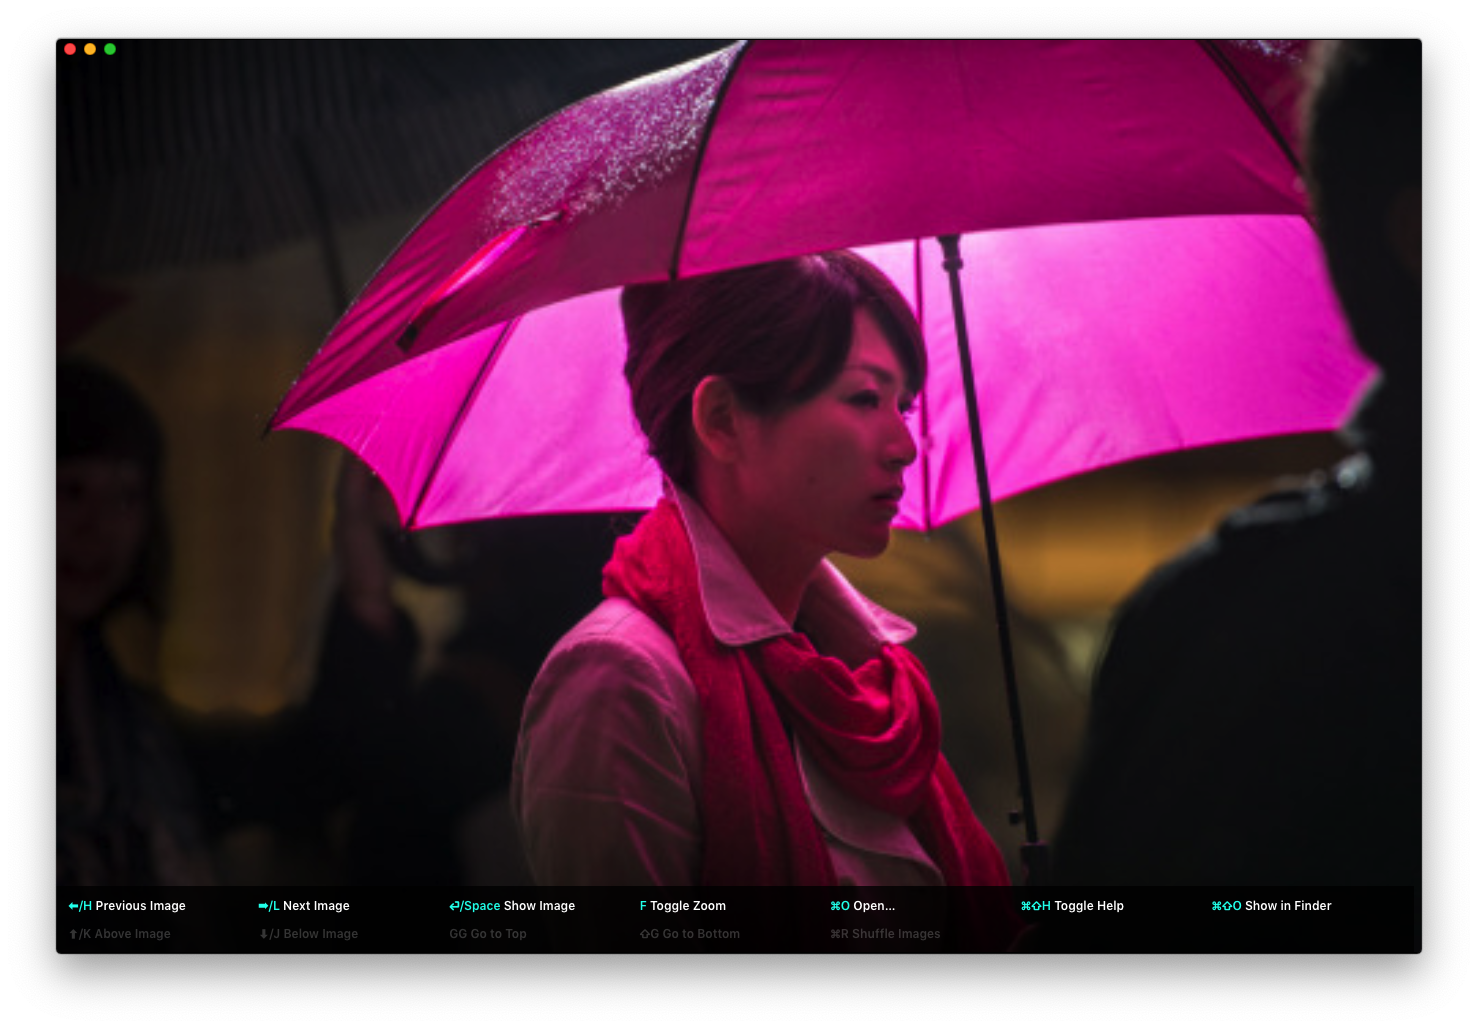 ⬅/H Previous Image ➡/L Next Image ⏎/Space Show Image F Toggle Zoom ⌘O Open... ⌘⇧H Toggle Help ⌘⇧O Show in Finder
⬆/K Above Image ⬇/J Below Image GG Go to Top ⇧G Go to Bottom ⌘R Shuffle Images